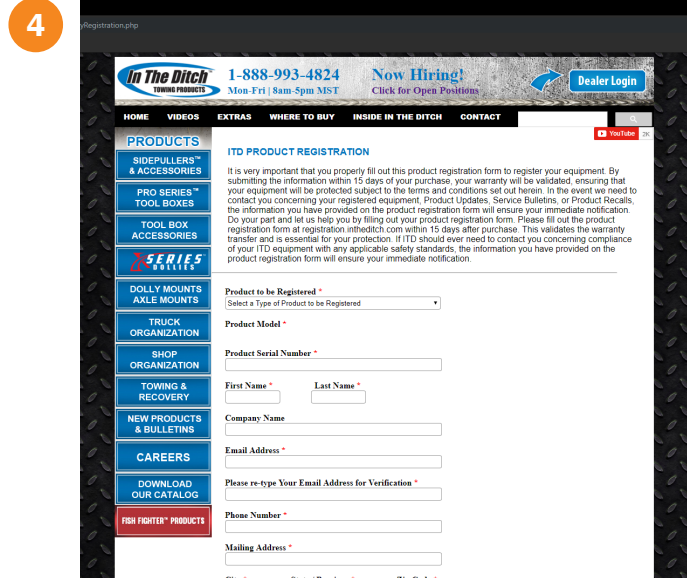 4
yRegistration.php
In The Ditch
TOWING PRODUCTS
1-888-993-4824
Mon-Fri | 8am-5pm MST
Now Hiring!
Click for Open Positions
Dealer Login
HOME VIDEOS EXTRAS WHERE TO BUY INSIDE IN THE DITCH CONTACT
YouTube 2K
PRODUCTS
SIDEPULLERS™
& ACCESSORIES
PRO SERIES™
TOOL BOXES
TOOL BOX
ACCESSORIES
X SERIES
DOLLIES
DOLLY MOUNTS
AXLE MOUNTS
TRUCK
ORGANIZATION
SHOP
ORGANIZATION
TOWING &
RECOVERY
NEW PRODUCTS
& BULLETINS
CAREERS
DOWNLOAD
OUR CATALOG
FISH FIGHTER™ PRODUCTS
ITD PRODUCT REGISTRATION
It is very important that you properly fill out this product registration form to register your equipment. By
submitting the information within 15 days of your purchase, your warranty will be validated, ensuring that
your equipment will be protected subject to the terms and conditions set out herein. In the event we need to
contact you concerning your registered equipment, Product Updates, Service Bulletins, or Product Recalls,
the information you have provided on the product registration form will ensure your immediate notification.
Do your part and let us help you by filling out your product registration form. Please fill out the product
registration form at registration.intheditch.com within 15 days after purchase. This validates the warranty
transfer and is essential for your protection. If ITD should ever need to contact you concerning compliance
of your ITD equipment with any applicable safety standards, the information you have provided on the
product registration form will ensure your immediate notification.
Product to be Registered *
Select a Type of Product to be Registered
Product Model *
Product Serial Number *
First Name * Last Name *
Company Name
Email Address *
Please re-type Your Email Address for Verification *
Phone Number *
Mailing Address *